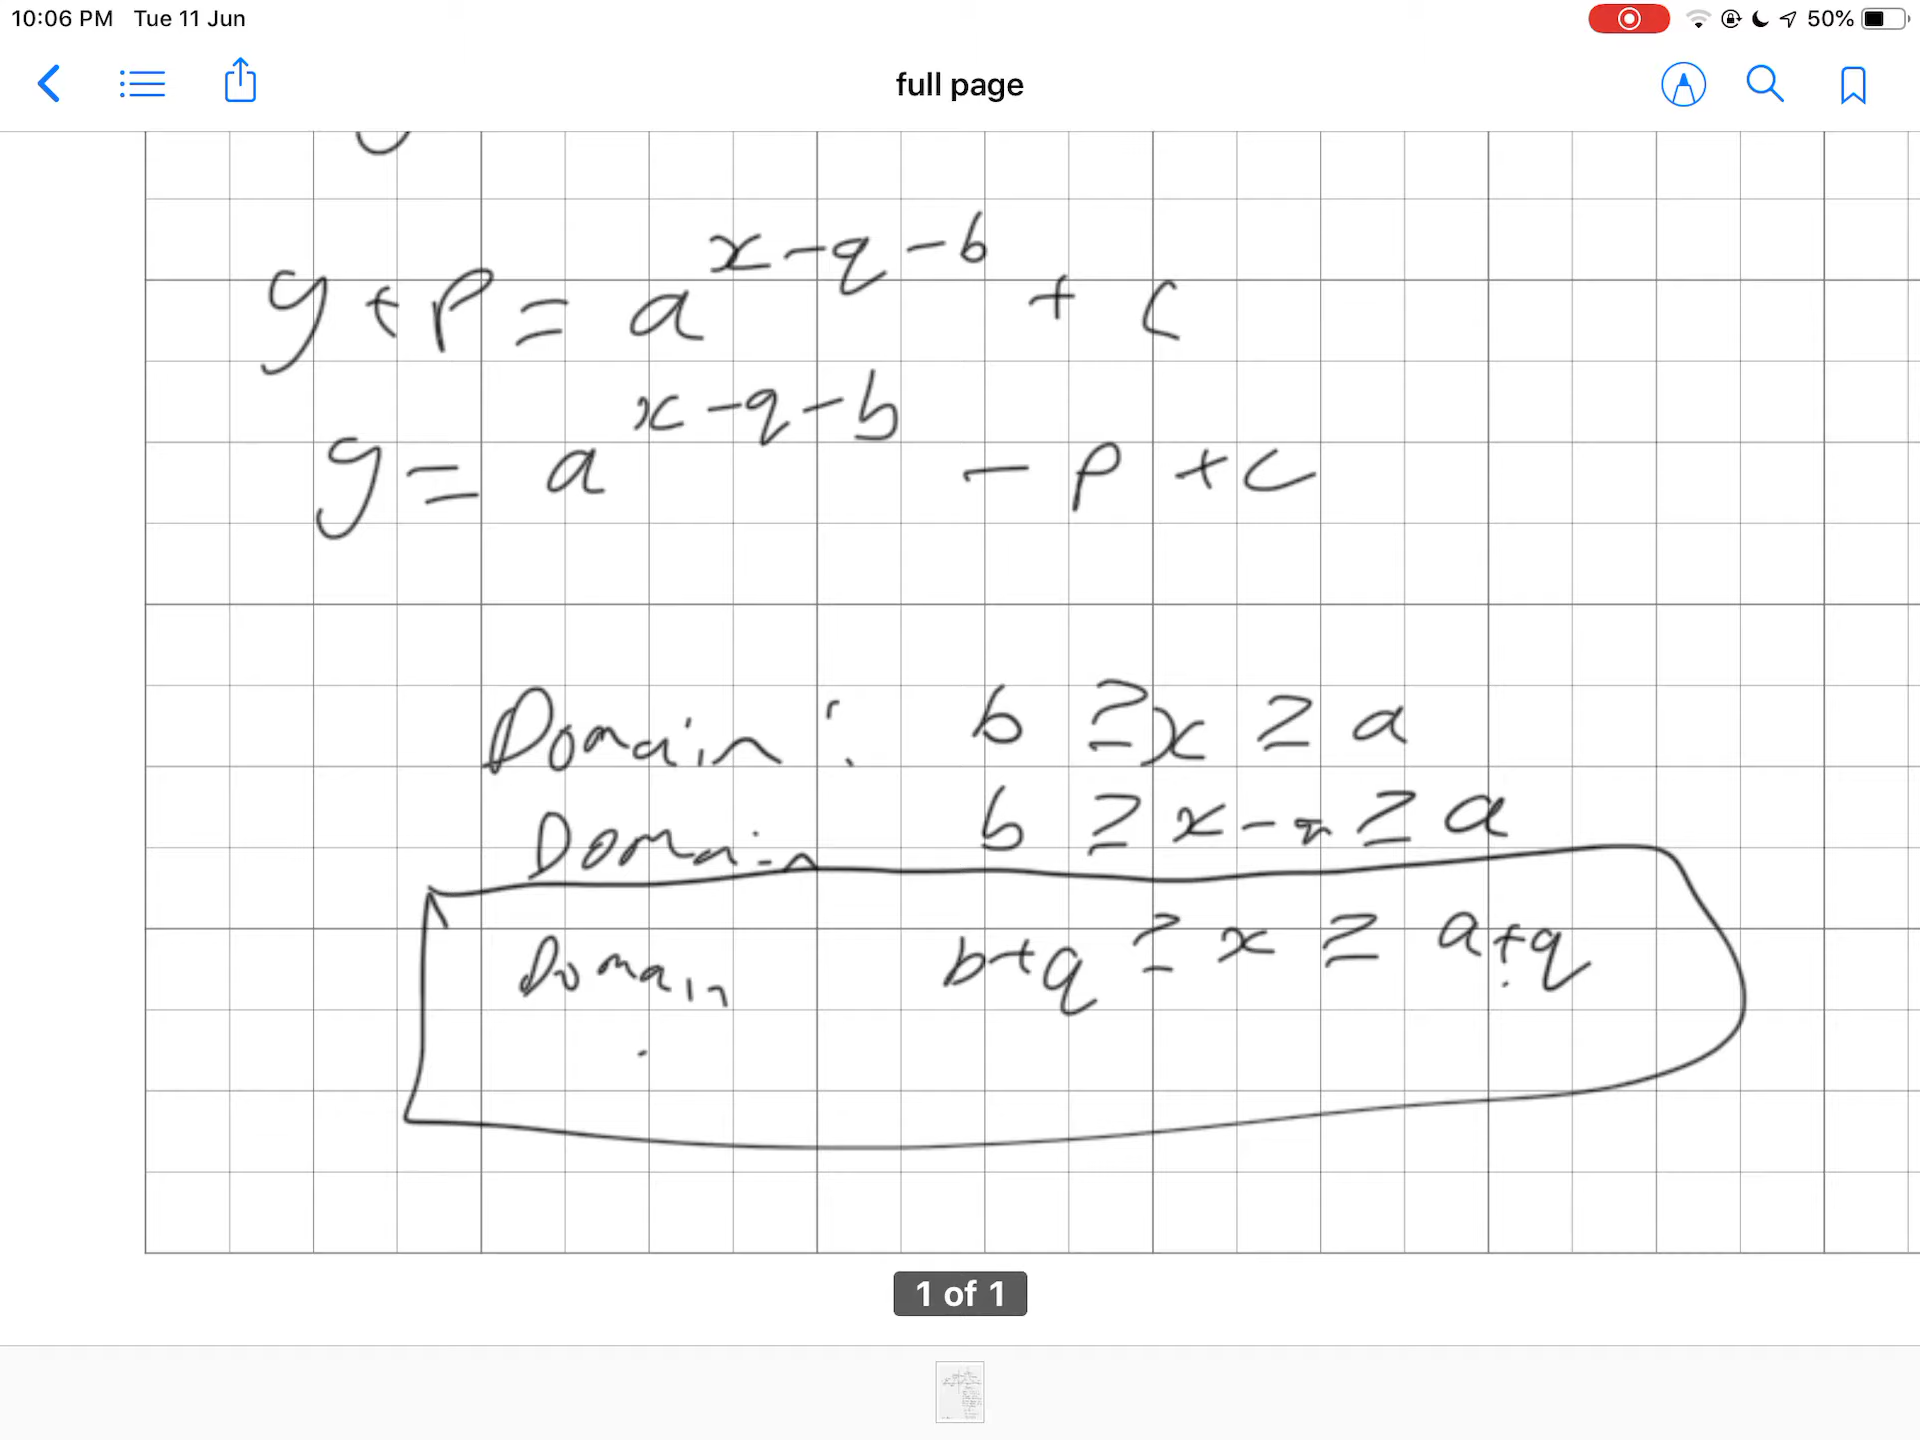 10:06 PM Tue 11 Jun 50%
full page
y + p = a^{x-q-b} + c
y = a^{x-q-b} - p + c
Domain : b ≥ x ≥ a
Domain b ≥ x - q ≥ a
Domain b+q ≥ x ≥ a+q
1 of 1